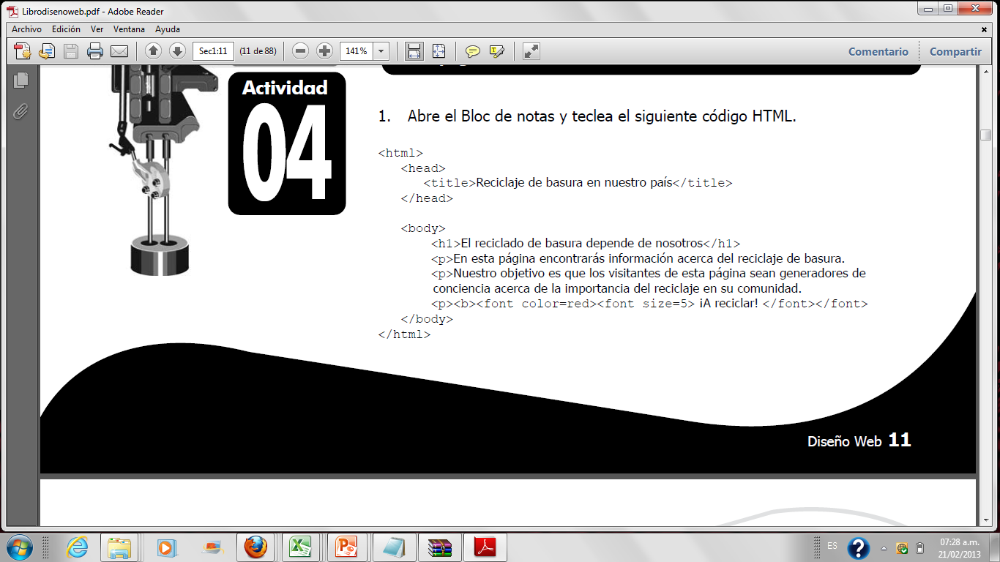 Librodisenoweb.pdf - Adobe Reader
Archivo Edición Ver Ventana Ayuda
Sec1:11 (11 de 88) 141% Comentario Compartir
Actividad
04
1. Abre el Bloc de notas y teclea el siguiente código HTML.
<html>
<head>
<title>Reciclaje de basura en nuestro país</title>
</head>
<body>
<h1>El reciclado de basura depende de nosotros</h1>
<p>En esta página encontrarás información acerca del reciclaje de basura.
<p>Nuestro objetivo es que los visitantes de esta página sean generadores de
conciencia acerca de la importancia del reciclaje en su comunidad.
<p><b><font color=red><font size=5> ¡A reciclar! </font></font>
</body>
</html>
Diseño Web 11
ES
07:28 a.m.
21/02/2013